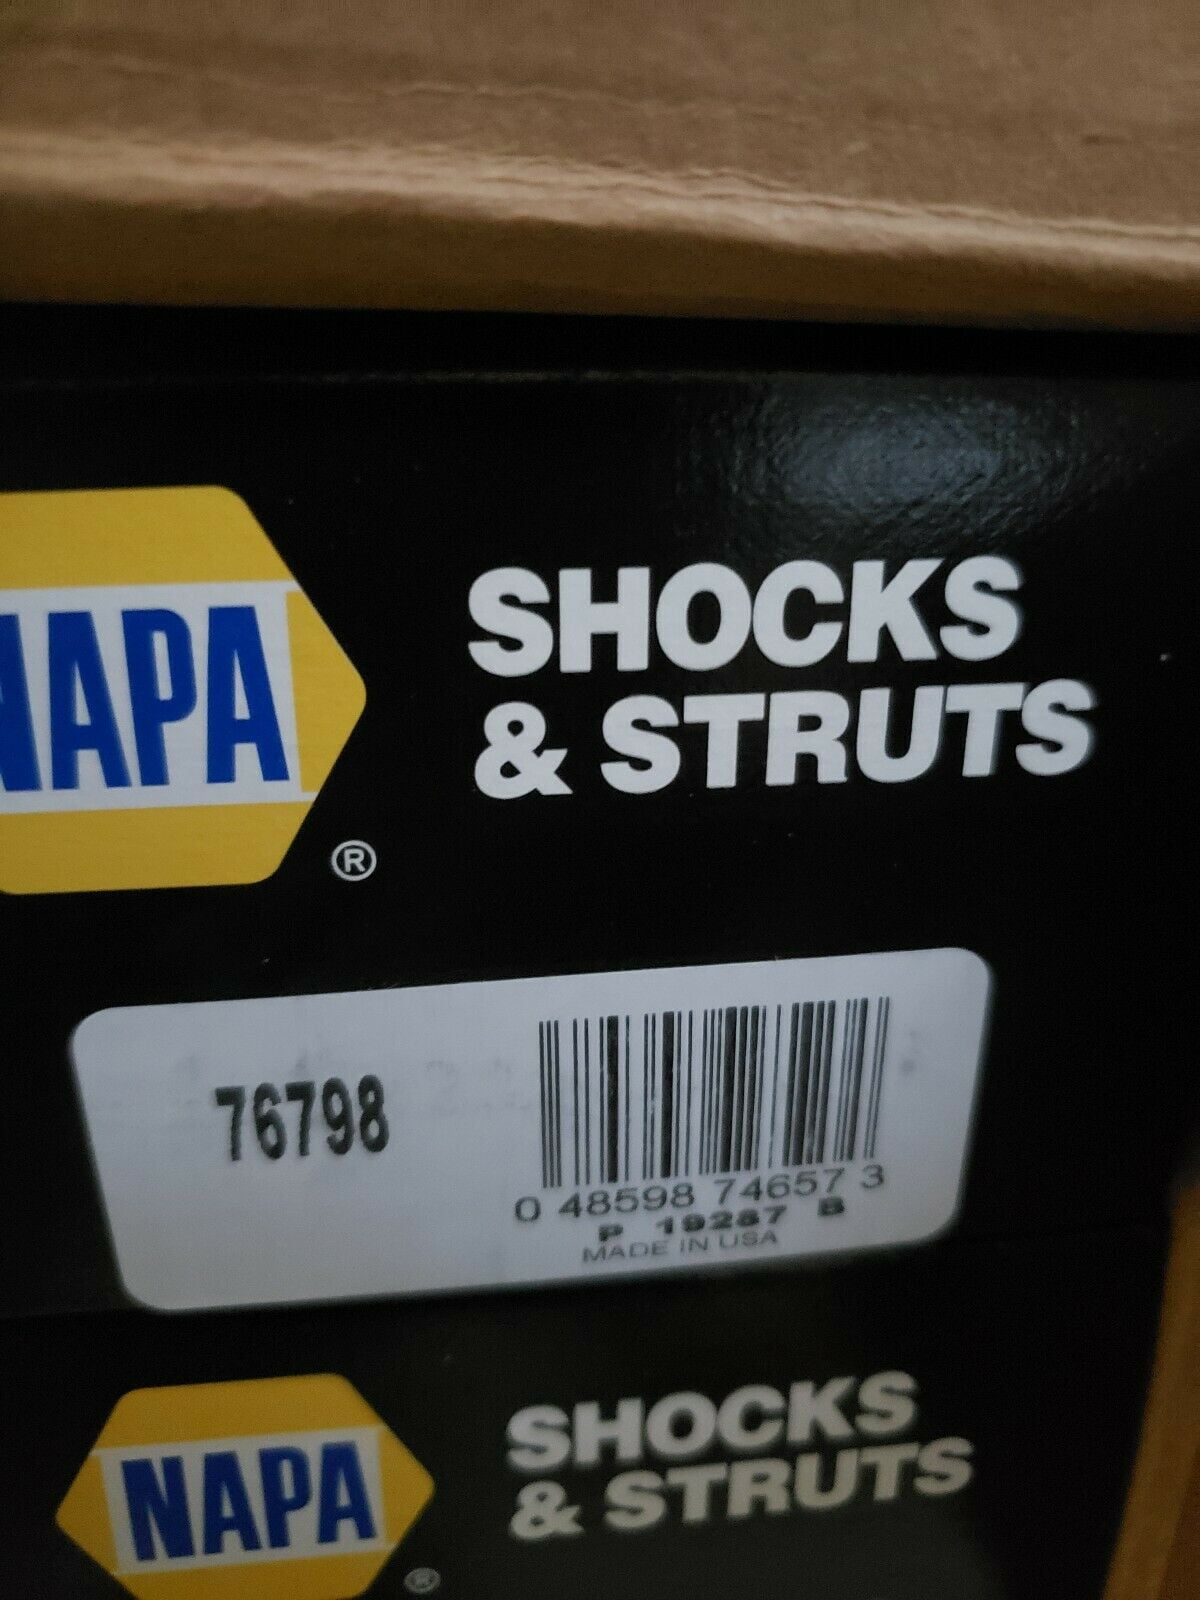 NAPA
®
SHOCKS
& STRUTS
76798
0 48598 74657 3
P 19287 B
MADE IN USA
NAPA
®
SHOCKS
& STRUTS